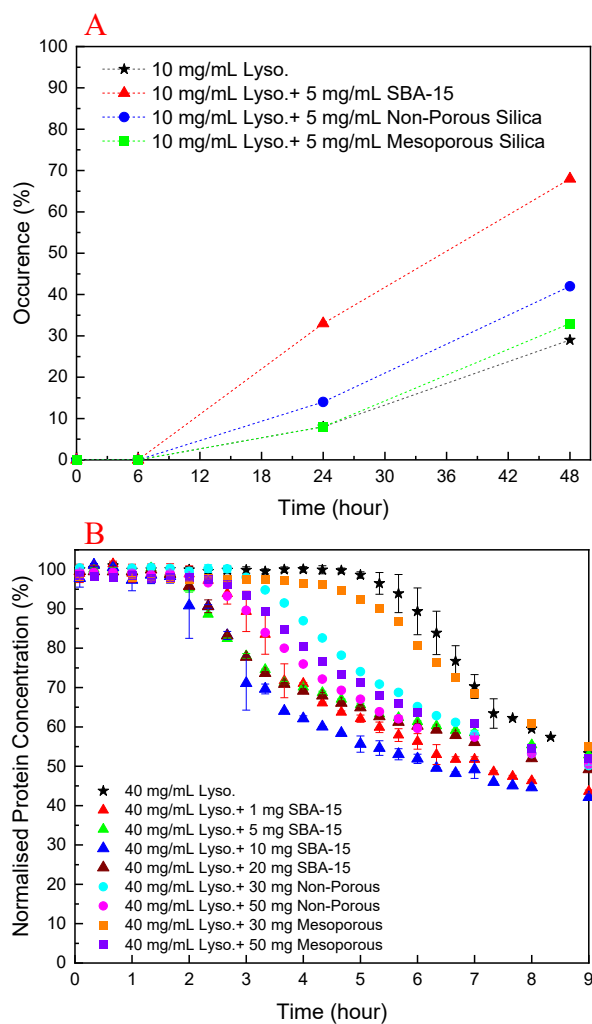 A
100
90
80
70
60
50
40
30
20
10
0
Occurence (%)
10 mg/mL Lyso.
10 mg/mL Lyso.+ 5 mg/mL SBA-15
10 mg/mL Lyso.+ 5 mg/mL Non-Porous Silica
10 mg/mL Lyso.+ 5 mg/mL Mesoporous Silica
0 6 12 18 24 30 36 42 48
Time (hour)
B
100
90
80
70
60
50
40
30
20
10
0
Normalised Protein Concentration (%)
40 mg/mL Lyso.
40 mg/mL Lyso.+ 1 mg SBA-15
40 mg/mL Lyso.+ 5 mg SBA-15
40 mg/mL Lyso.+ 10 mg SBA-15
40 mg/mL Lyso.+ 20 mg SBA-15
40 mg/mL Lyso.+ 30 mg Non-Porous
40 mg/mL Lyso.+ 50 mg Non-Porous
40 mg/mL Lyso.+ 30 mg Mesoporous
40 mg/mL Lyso.+ 50 mg Mesoporous
0 1 2 3 4 5 6 7 8 9
Time (hour)